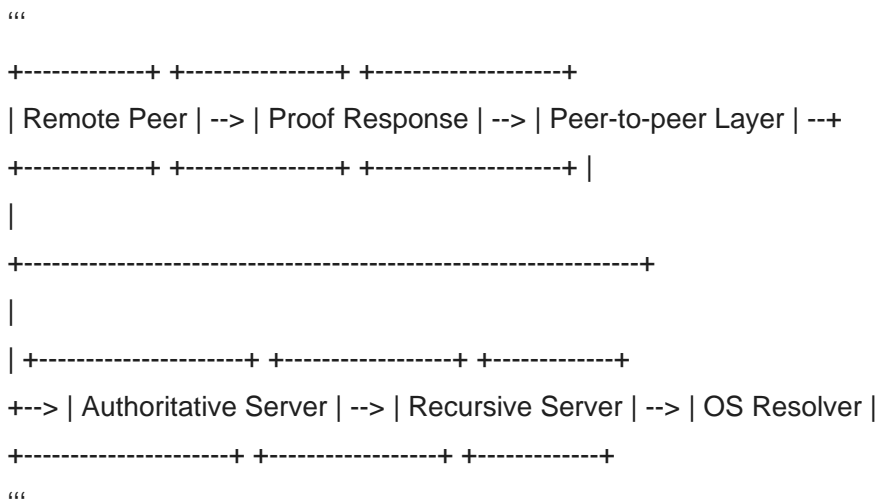 ‘‘‘
+-------------+ +----------------+ +--------------------+
| Remote Peer | --> | Proof Response | --> | Peer-to-peer Layer | --+
+-------------+ +----------------+ +--------------------+ |
|
+---------------------------------------------------------------------+
|
| +----------------------+ +------------------+ +-------------+
+--> | Authoritative Server | --> | Recursive Server | --> | OS Resolver |
+----------------------+ +------------------+ +-------------+
‘‘‘